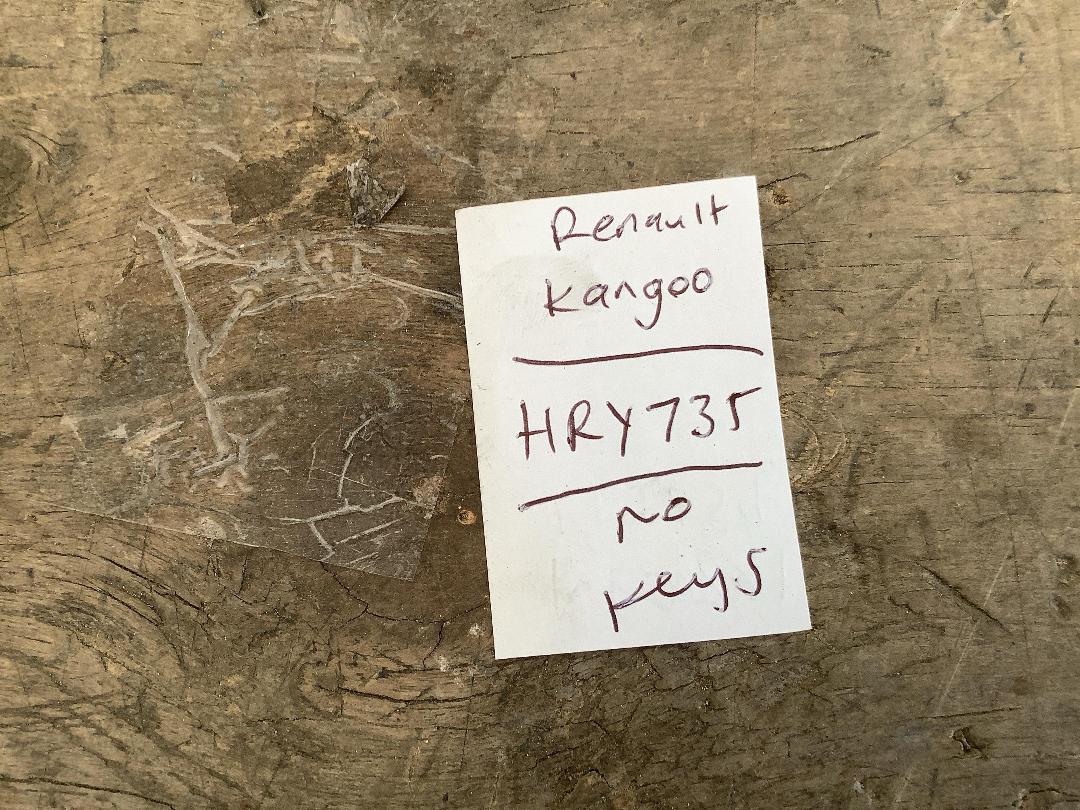 Renault
Kangoo
HRY735
no
keys